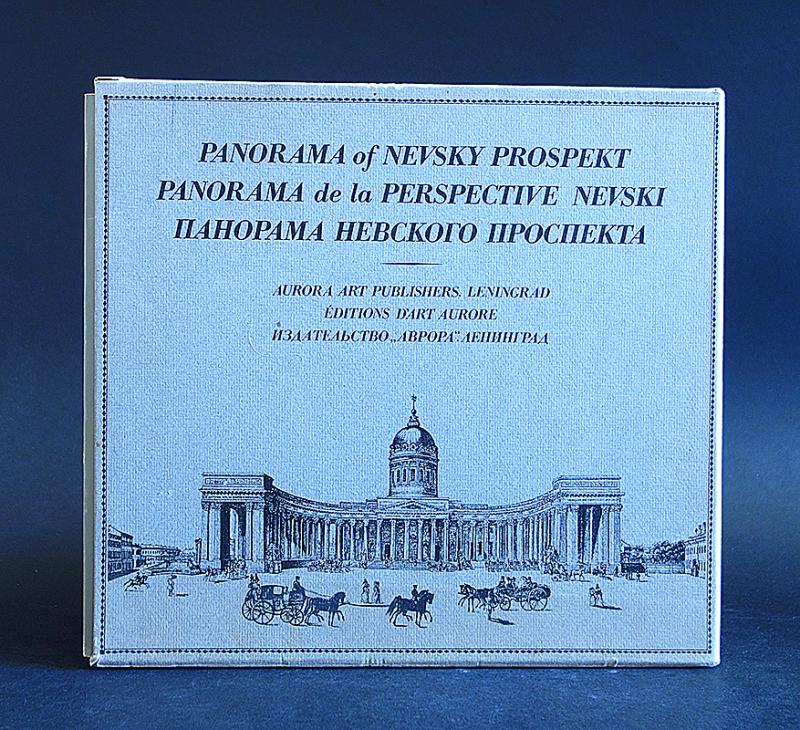 PANORAMA of NEVSKY PROSPEKT
PANORAMA de la PERSPECTIVE NEVSKI
ПАНОРАМА НЕВСКОГО ПРОСПЕКТА
AURORA ART PUBLISHERS. LENINGRAD
ÉDITIONS D'ART AURORE
ИЗДАТЕЛЬСТВО „АВРОРА“. ЛЕНИНГРАД